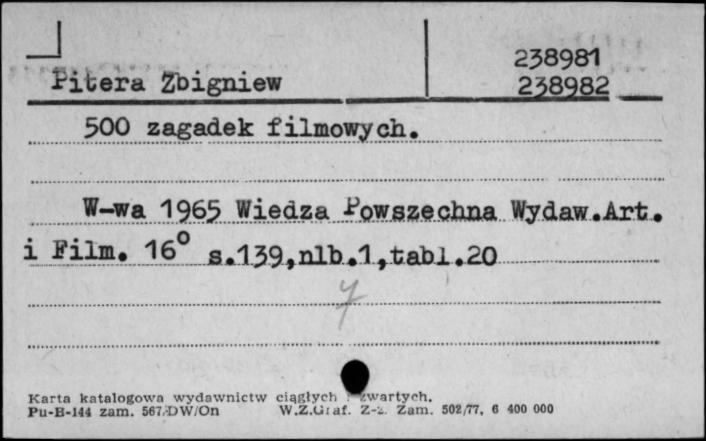 238981
Pitera Zbigniew
238982
500 zagadek filmowych.
W-wa 1965 Wiedza Powszechna Wydaw.Art.
i Film. 16° s.139,nlb.1,tabl.20
7
Karta katalogowa wydawnictw ciągłych i zwartych.
Pu-B-144 zam. 567/DW/On W.Z.Graf. Z-2. Zam. 502/77, 6 400 000